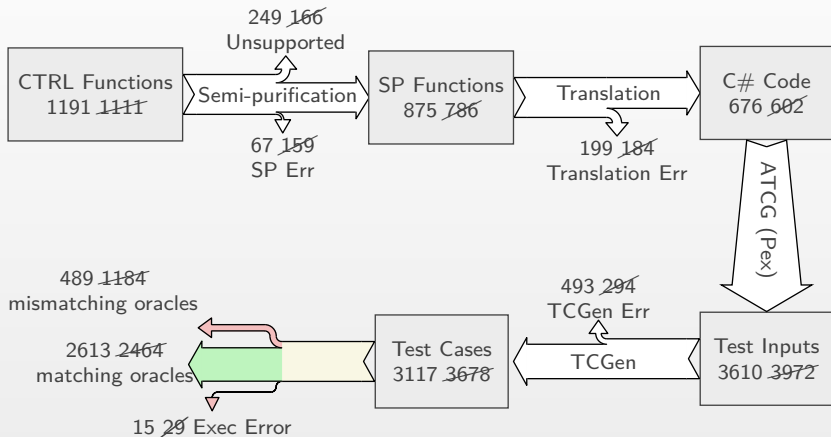 249 166
Unsupported
CTRL Functions
1191 1111
Semi-purification
SP Functions
875 786
Translation
C# Code
676 602
67 159
SP Err
199 184
Translation Err
ATCG (Pex)
489 1184
mismatching oracles
2613 2464
matching oracles
15 29 Exec Error
Test Cases
3117 3678
493 294
TCGen Err
TCGen
Test Inputs
3610 3972